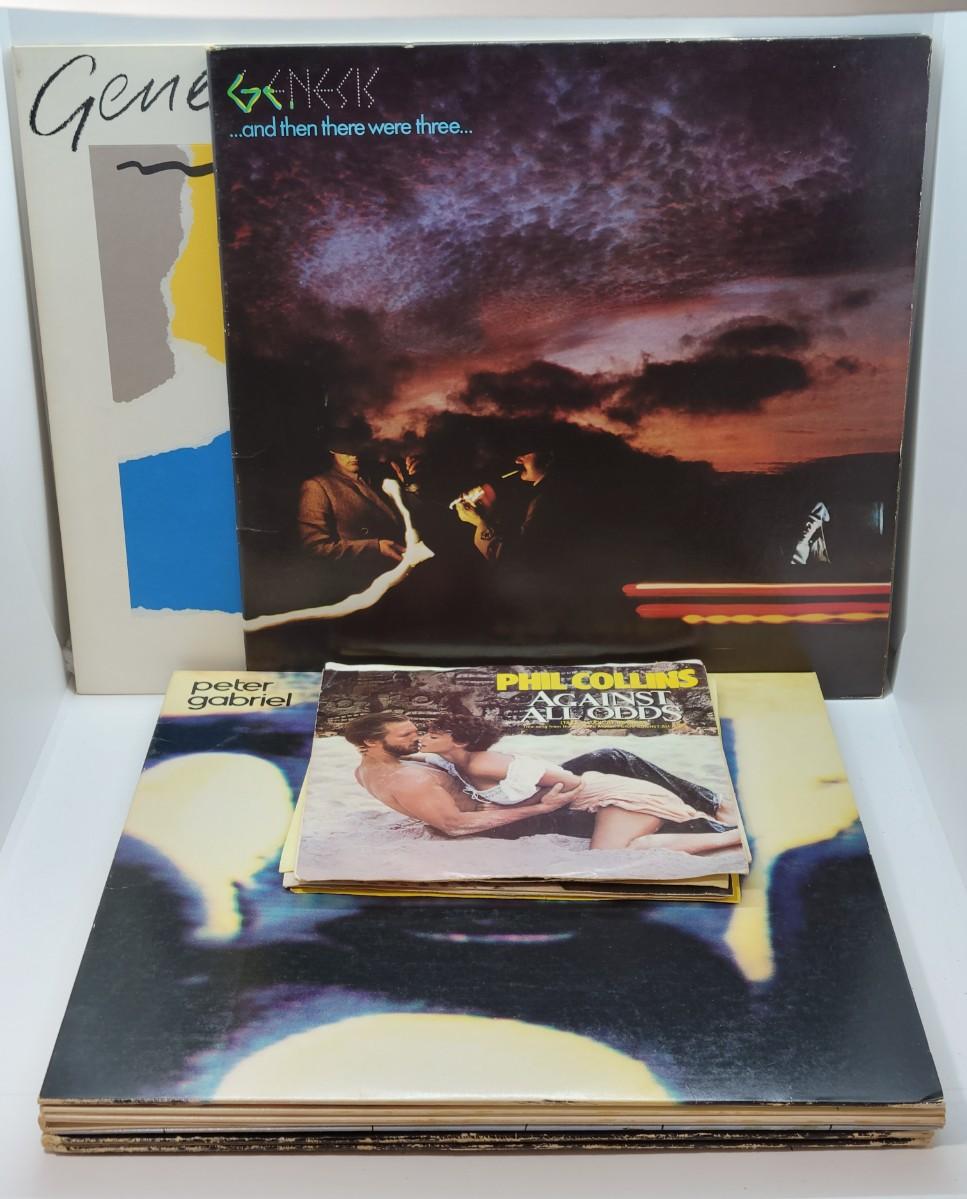 Gene
GENESIS
...and then there were three...
peter
gabriel
PHIL COLLINS
AGAINST
ALL ODDS